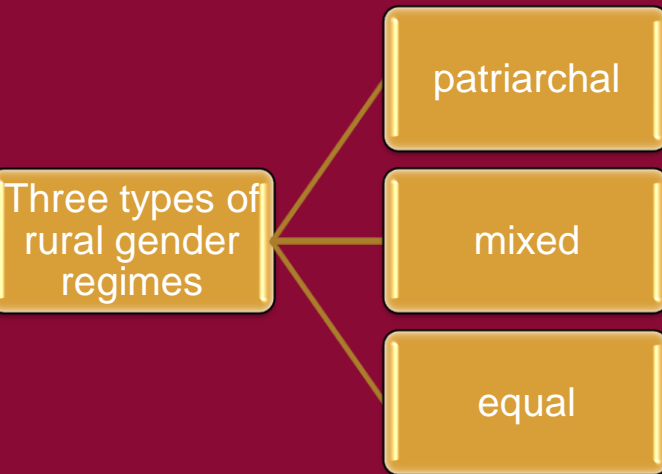 Three types of
rural gender
regimes
patriarchal
mixed
equal